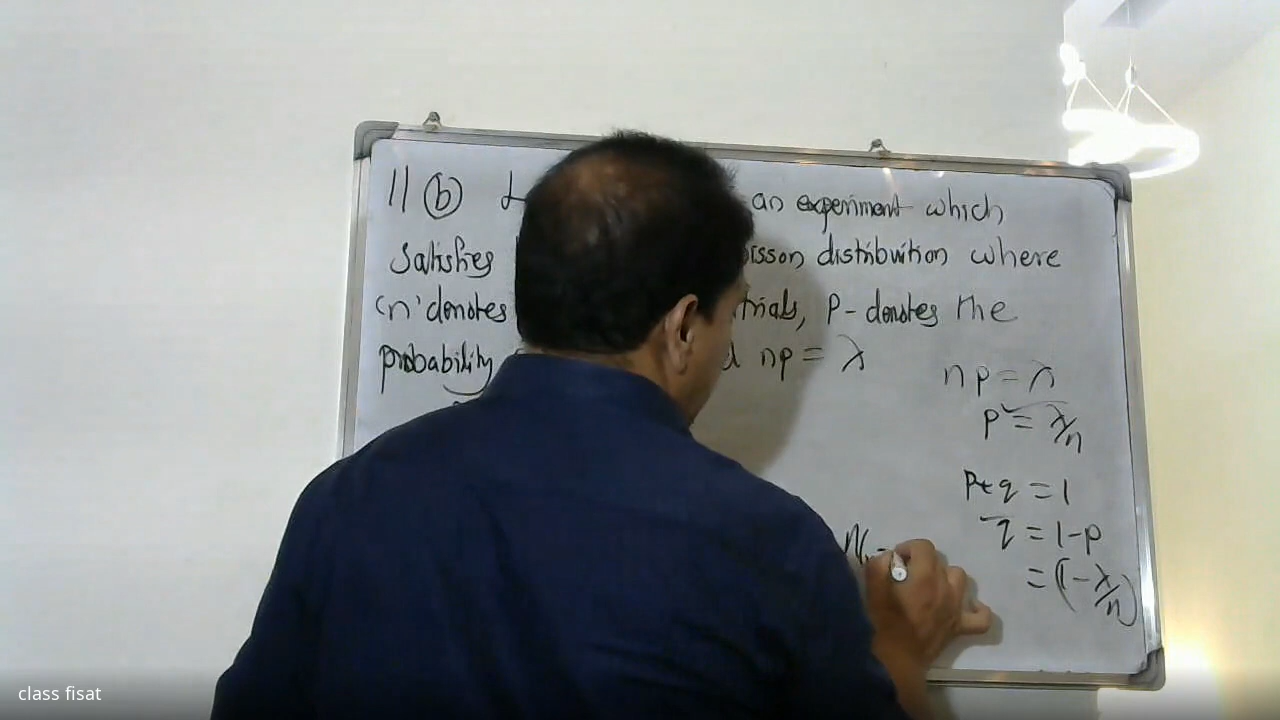 11 (b) an experiment which
satisfies distribution where
'n' denotes trials, P - denotes the
probability np = λ
np = λ
p = λ/n
p + q = 1
q = 1 - p
= (1 - λ/n)
class fisat